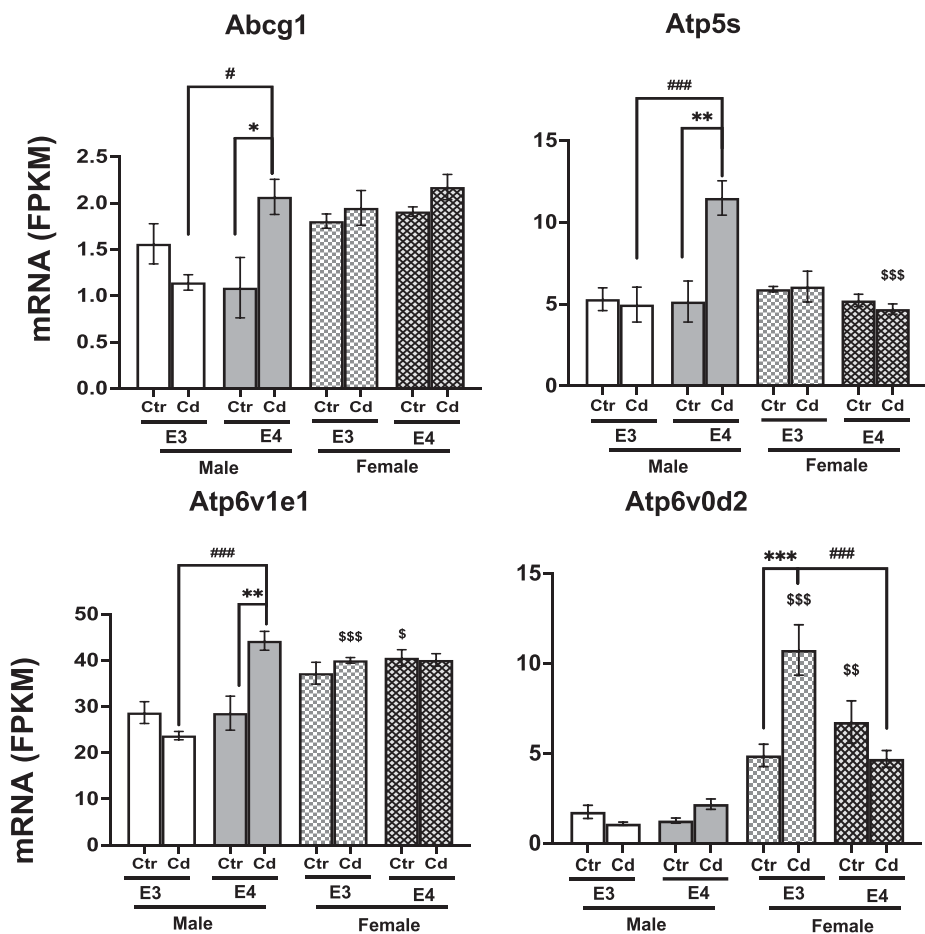 Abcg1
Atp5s
#
*
###
**
mRNA (FPKM)
2.5
2.0
1.5
1.0
0.5
0.0
15
10
5
0
$$$
Ctr Cd Ctr Cd Ctr Cd Ctr Cd
E3 E4 E3 E4
Male Female
Ctr Cd Ctr Cd Ctr Cd Ctr Cd
E3 E4 E3 E4
Male Female
Atp6v1e1
Atp6v0d2
###
**
$$$
$
mRNA (FPKM)
50
40
30
20
10
0
***
###
$$$
$$
15
10
5
0
Ctr Cd Ctr Cd Ctr Cd Ctr Cd
E3 E4 E3 E4
Male Female
Ctr Cd Ctr Cd Ctr Cd Ctr Cd
E3 E4 E3 E4
Male Female